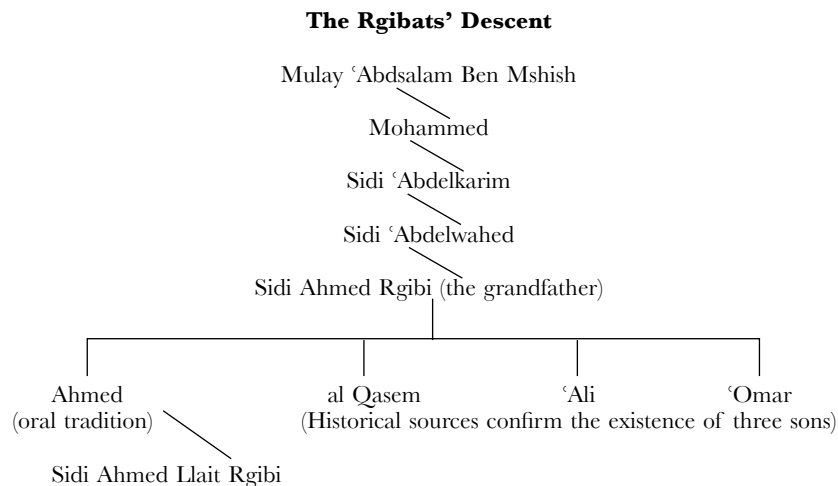 The Rgibats’ Descent
Mulay ʿAbdsalam Ben Mshish
Mohammed
Sidi ʿAbdelkarim
Sidi ʿAbdelwahed
Sidi Ahmed Rgibi (the grandfather)
Ahmed al Qasem ʿAli ʿOmar
(oral tradition) (Historical sources confirm the existence of three sons)
Sidi Ahmed Llait Rgibi